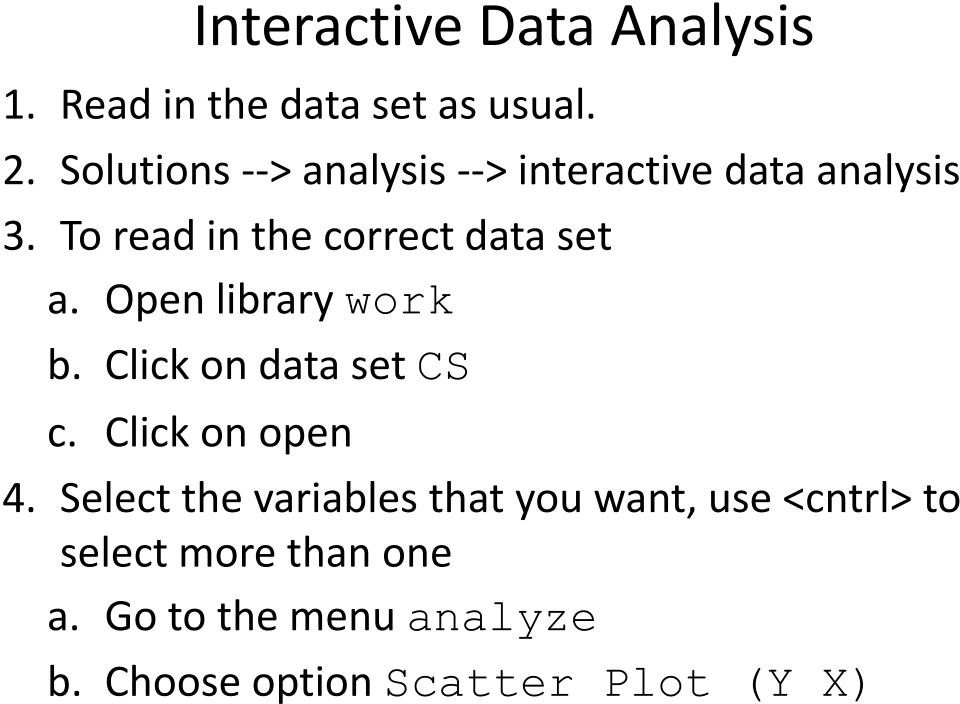 Interactive Data Analysis
1. Read in the data set as usual.
2. Solutions --> analysis --> interactive data analysis
3. To read in the correct data set
a. Open library work
b. Click on data set CS
c. Click on open
4. Select the variables that you want, use <cntrl> to
select more than one
a. Go to the menu analyze
b. Choose option Scatter Plot (Y X)